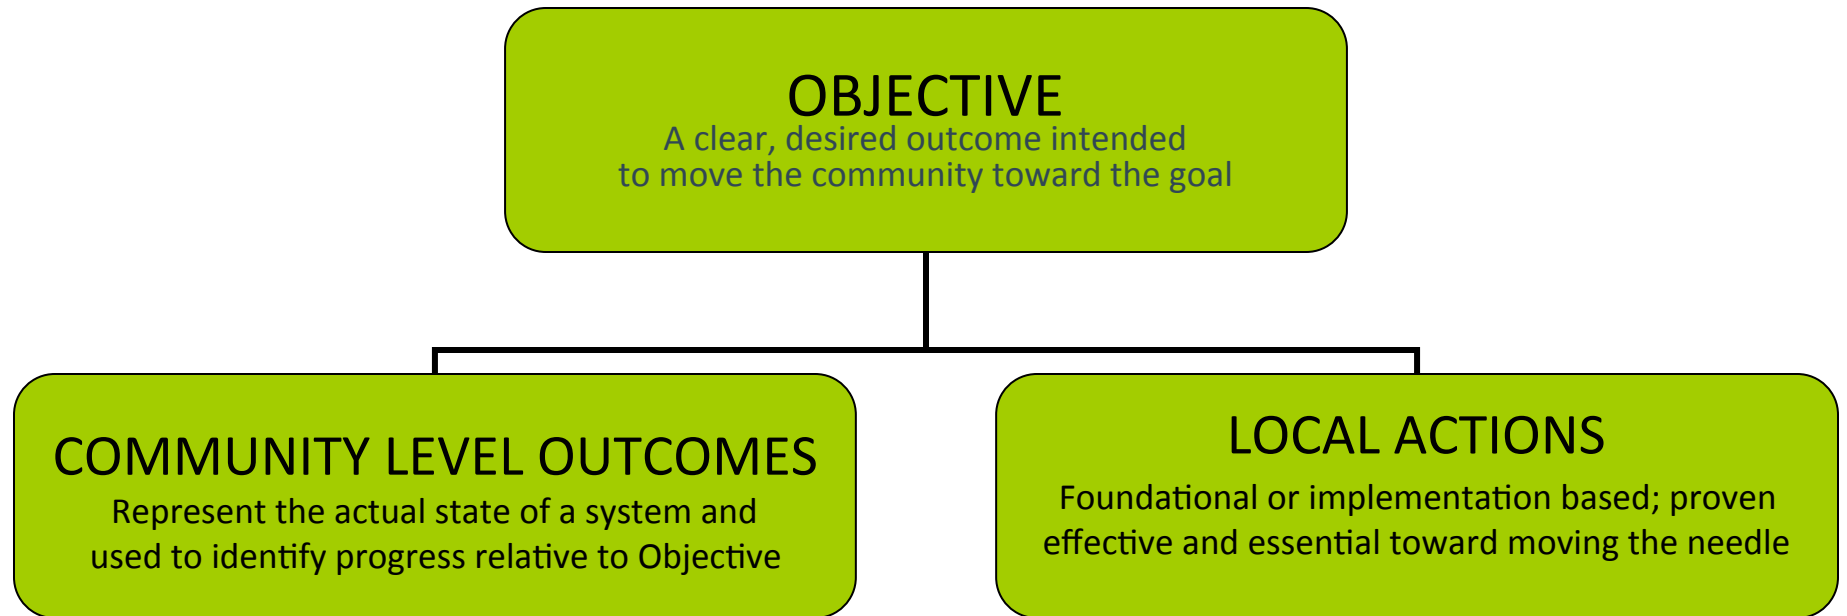 OBJECTIVE
A clear, desired outcome intended
to move the community toward the goal
COMMUNITY LEVEL OUTCOMES
Represent the actual state of a system and
used to identify progress relative to Objective
LOCAL ACTIONS
Foundational or implementation based; proven
effective and essential toward moving the needle